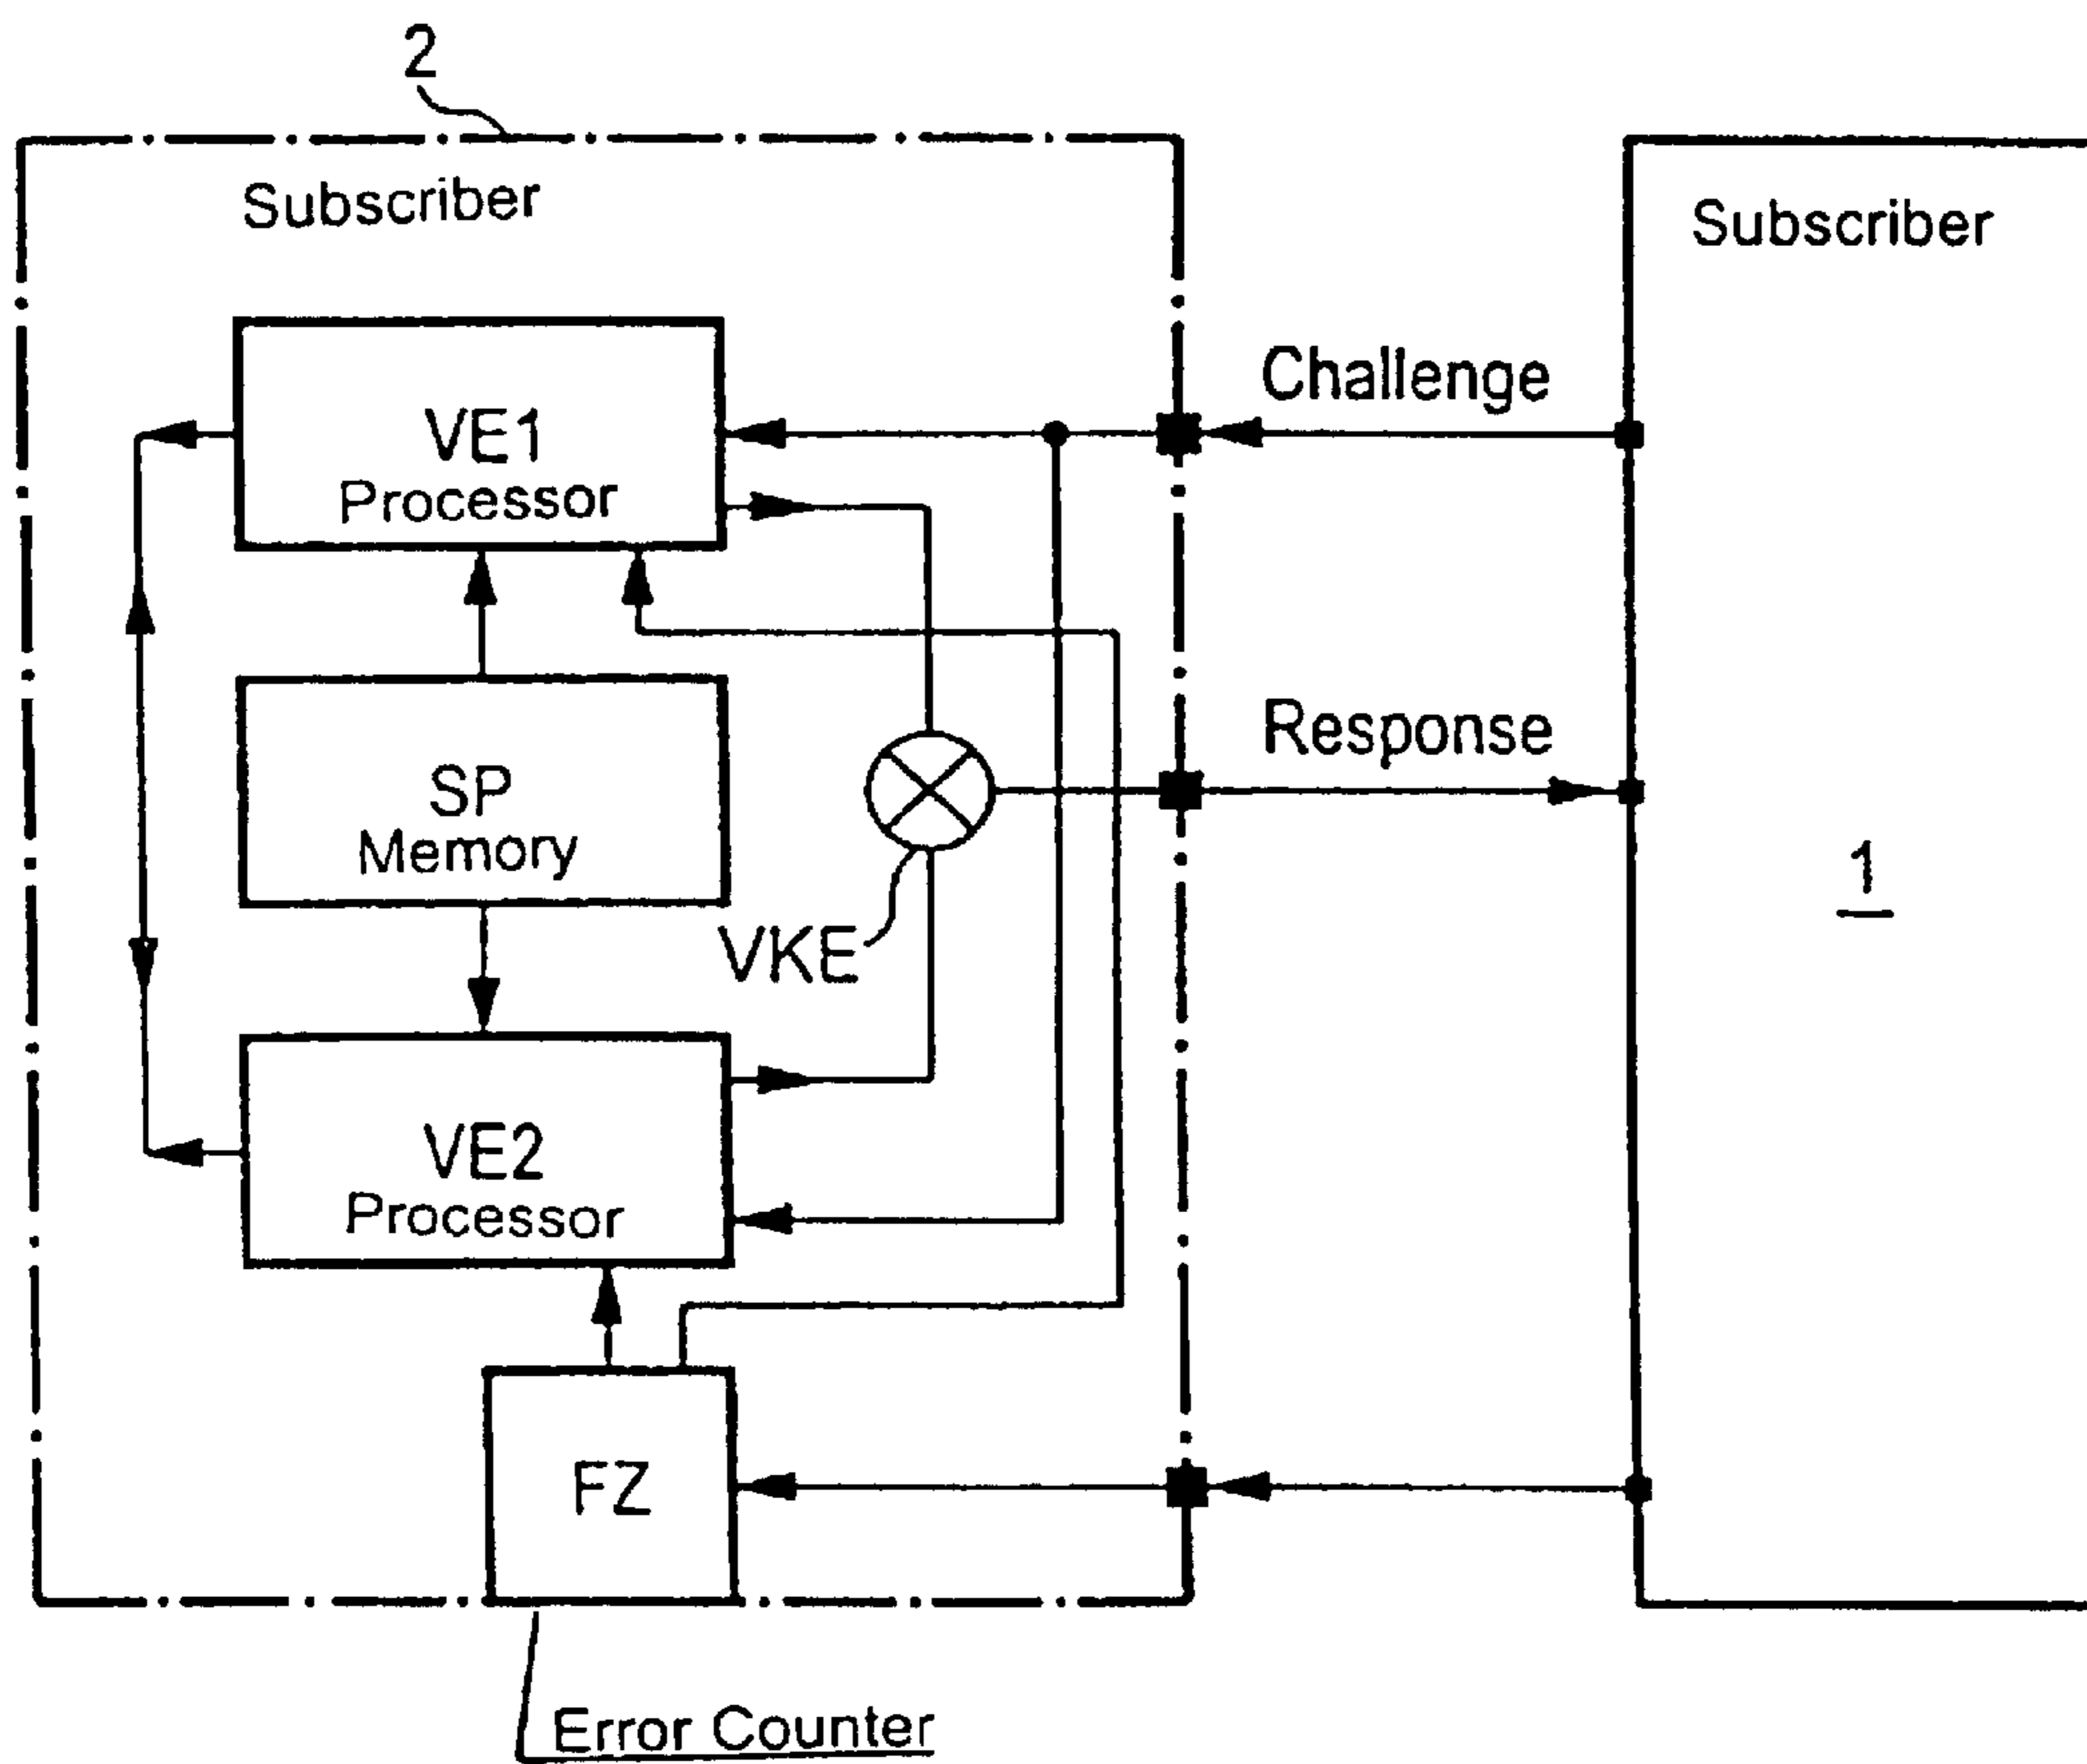 2
Subscriber
Subscriber
Challenge
VE1
Processor
Response
SP
Memory
1
VKE
VE2
Processor
FZ
Error Counter